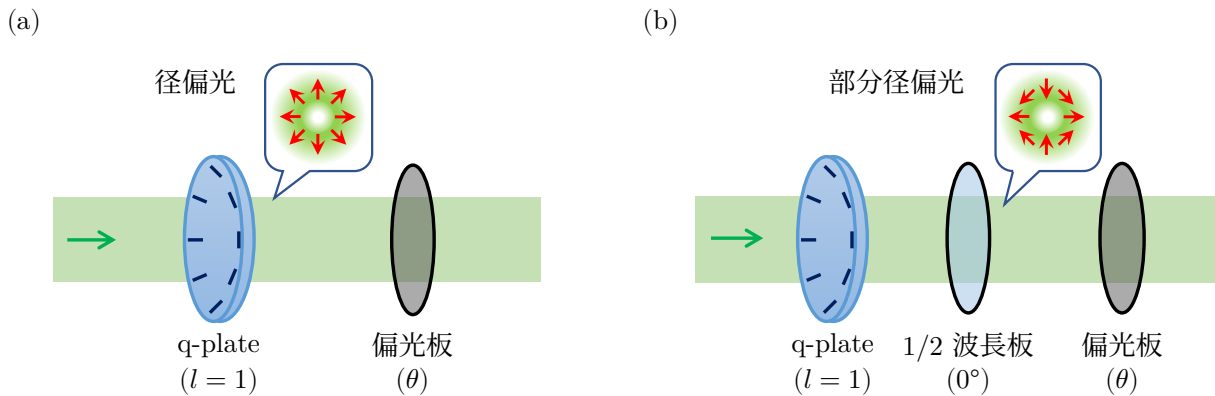 (a)
径偏光
q-plate
(l = 1)
偏光板
(θ)
(b)
部分径偏光
q-plate
(l = 1)
1/2 波長板
(0°)
偏光板
(θ)